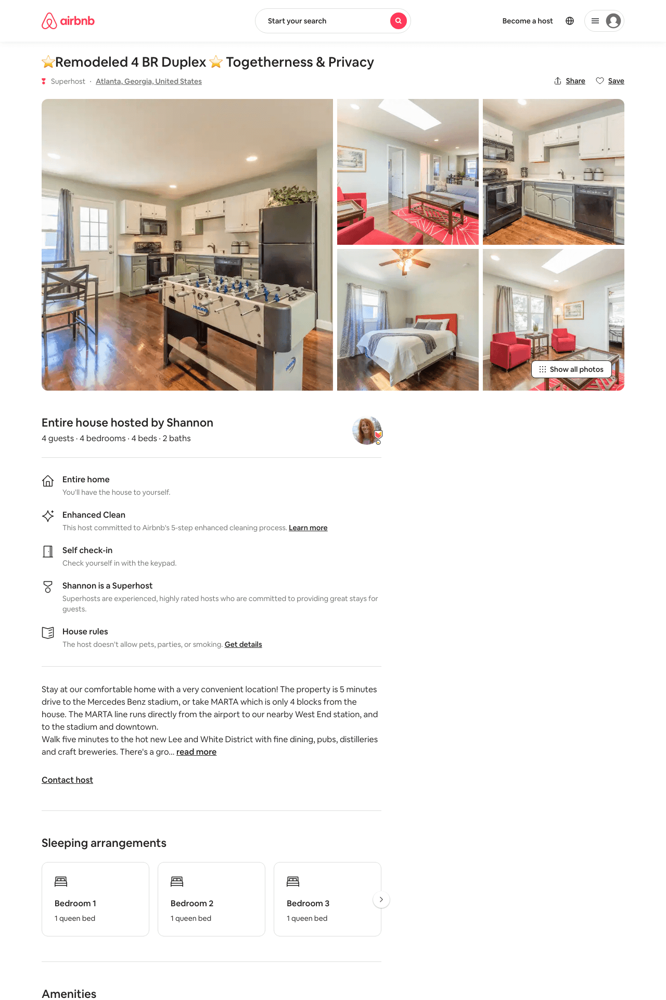 airbnb
Start your search
Become a host
⭐Remodeled 4 BR Duplex ⭐ Togetherness & Privacy
Superhost · Atlanta, Georgia, United States
Share
Save
Show all photos
Entire house hosted by Shannon
4 guests · 4 bedrooms · 4 beds · 2 baths
Entire home
You'll have the house to yourself.
Enhanced Clean
This host committed to Airbnb's 5-step enhanced cleaning process. Learn more
Self check-in
Check yourself in with the keypad.
Shannon is a Superhost
Superhosts are experienced, highly rated hosts who are committed to providing great stays for
guests.
House rules
The host doesn't allow pets, parties, or smoking. Get details
Stay at our comfortable home with a very convenient location! The property is 5 minutes
drive to the Mercedes Benz stadium, or take MARTA which is only 4 blocks from the
house. The MARTA line runs directly from the airport to our nearby West End station, and
to the stadium and downtown.
Walk five minutes to the hot new Lee and White District with fine dining, pubs, distilleries
and craft breweries. There's a gro... read more
Contact host
Sleeping arrangements
Bedroom 1
1 queen bed
Bedroom 2
1 queen bed
Bedroom 3
1 queen bed
Amenities